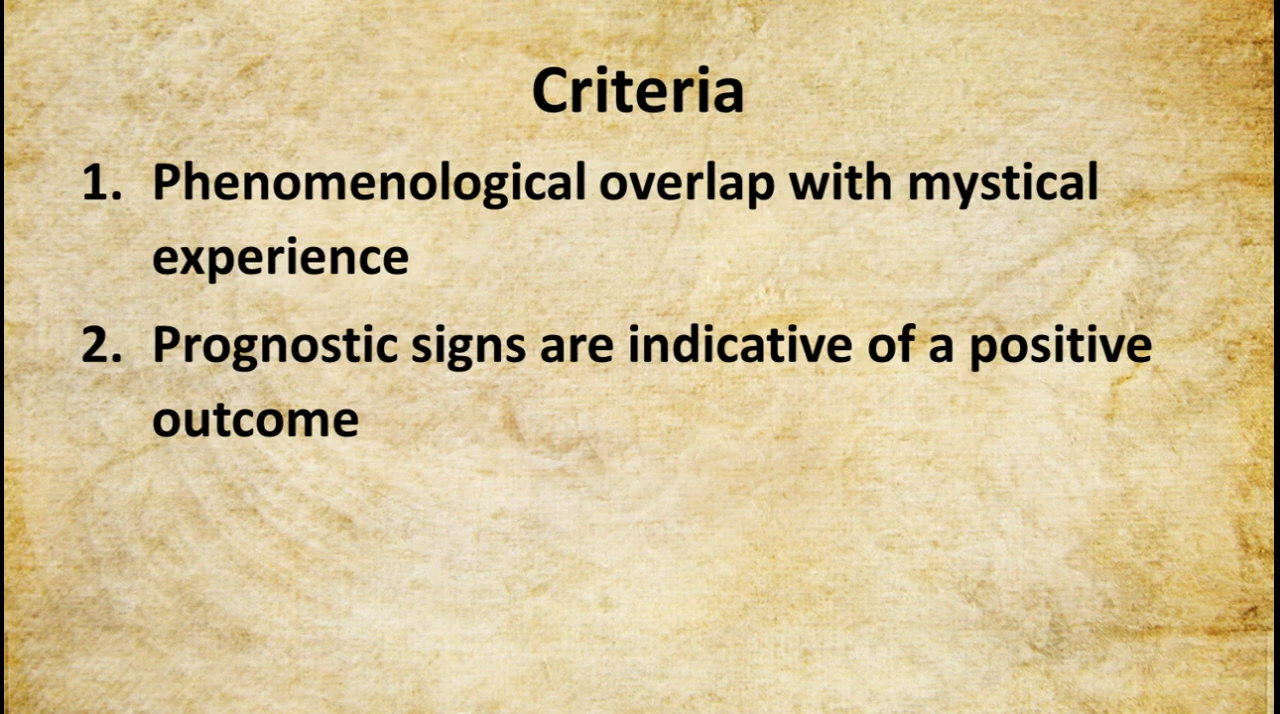 Criteria
1. Phenomenological overlap with mystical
experience
2. Prognostic signs are indicative of a positive
outcome